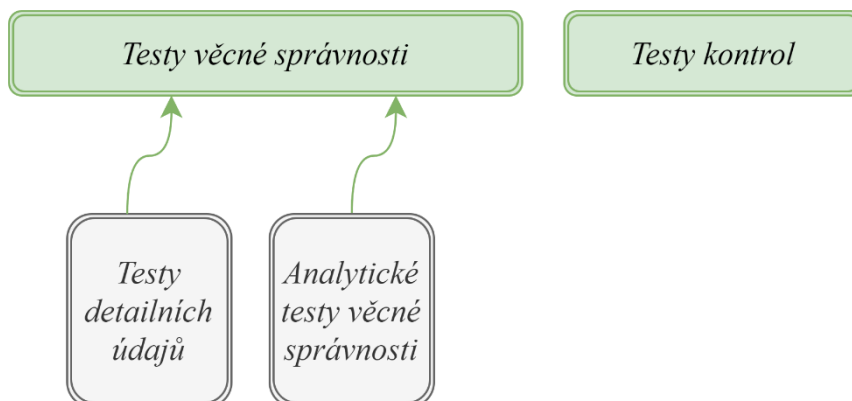 Testy věcné správnosti
Testy kontrol
Testy
detailních
údajů
Analytické
testy věcné
správnosti